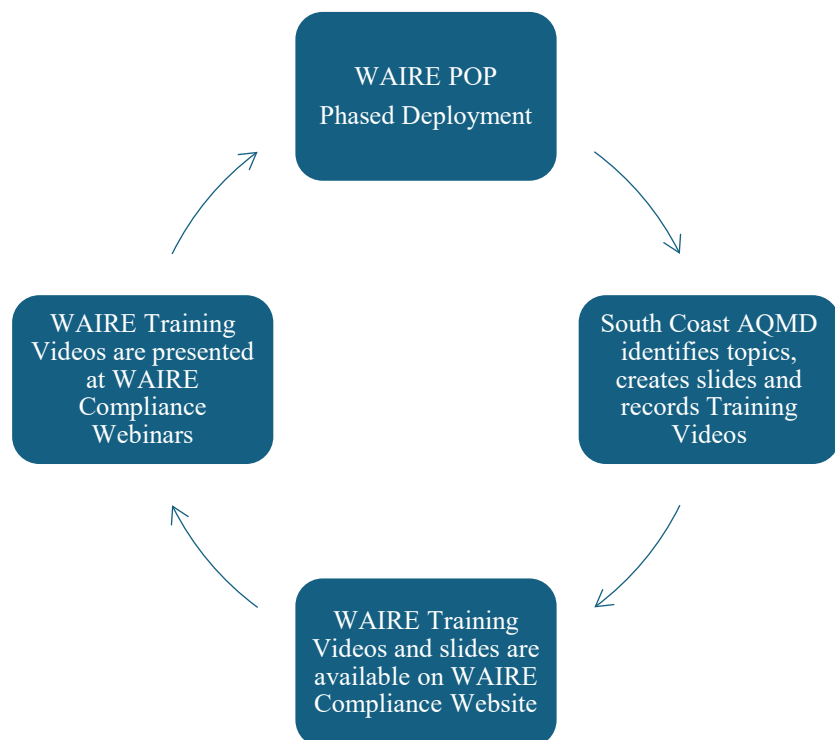 WAIRE POP
Phased Deployment
South Coast AQMD
identifies topics,
creates slides and
records Training
Videos
WAIRE Training
Videos and slides are
available on WAIRE
Compliance Website
WAIRE Training
Videos are presented
at WAIRE
Compliance
Webinars